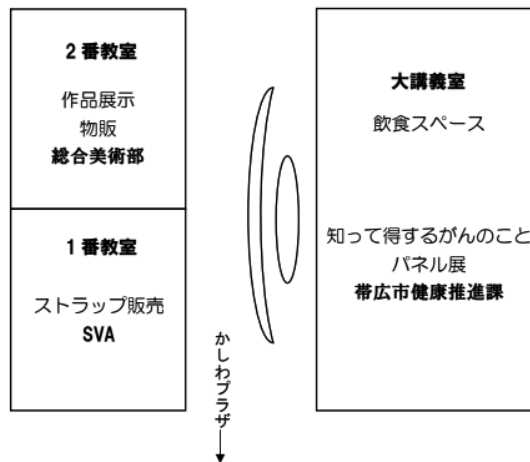 2番教室
作品展示
物販
総合美術部
1番教室
ストラップ販売
SVA
かしわプラザ
大講義室
飲食スペース
知って得するがんのこと
パネル展
帯広市健康推進課